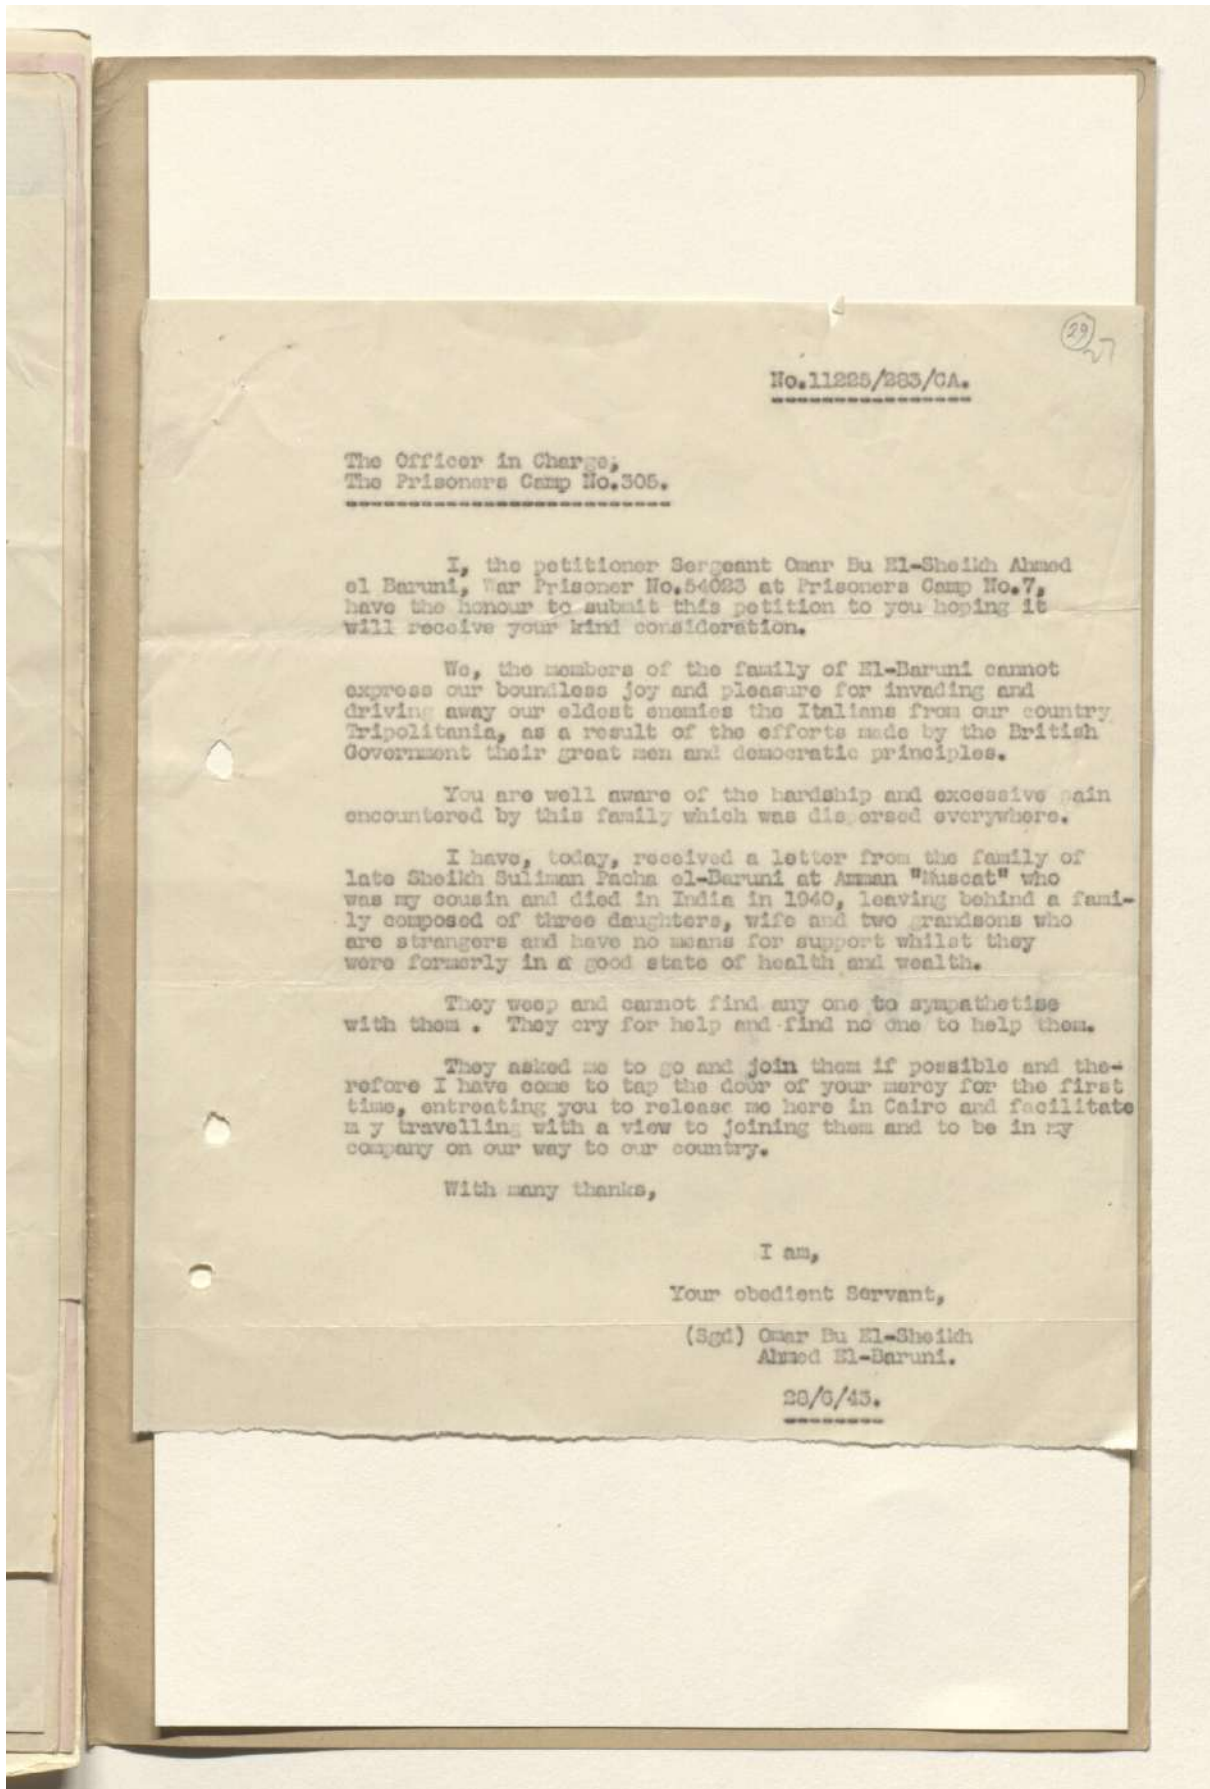 29
27
No.11225/283/CA.
The Officer in Charge,
The Prisoners Camp No.305.
I, the petitioner Sergeant Omar Bu El-Sheikh Ahmed
el Baruni, War Prisoner No.54023 at Prisoners Camp No.7,
have the honour to submit this petition to you hoping it
will receive your kind consideration.
We, the members of the family of El-Baruni cannot
express our boundless joy and pleasure for invading and
driving away our eldest enemies the Italians from our country
Tripolitania, as a result of the efforts made by the British
Government their great men and democratic principles.
You are well aware of the hardship and excessive pain
encountered by this family which was dispersed everywhere.
I have, today, received a letter from the family of
late Sheikh Suliman Pacha el-Baruni at Amman "Muscat" who
was my cousin and died in India in 1940, leaving behind a fami-
ly composed of three daughters, wife and two grandsons who
are strangers and have no means for support whilst they
were formerly in a good state of health and wealth.
They weep and cannot find any one to sympathetise
with them . They cry for help and find no one to help them.
They asked me to go and join them if possible and the-
refore I have come to tap the door of your mercy for the first
time, entreating you to release me here in Cairo and facilitate
m y travelling with a view to joining them and to be in my
company on our way to our country.
With many thanks,
I am,
Your obedient Servant,
(Sgd) Omar Bu El-Sheikh
Ahmed El-Baruni.
28/6/43.